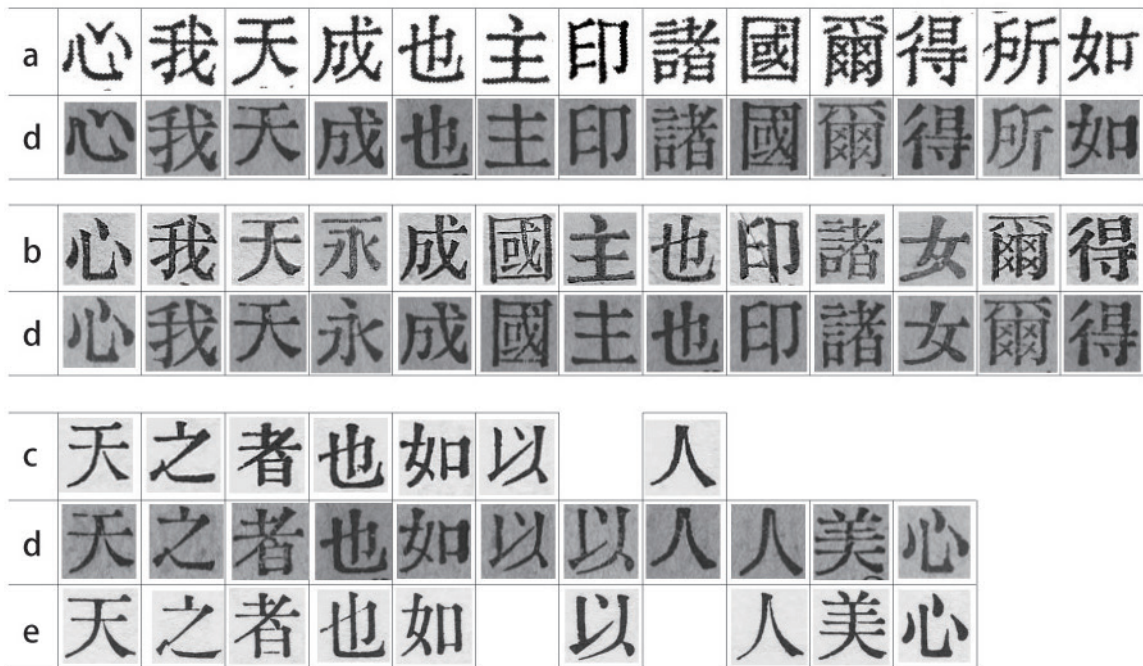 a 心 我 天 成 也 主 印 諸 國 爾 得 所 如
d 心 我 天 成 也 主 印 諸 國 爾 得 所 如
b 心 我 天 永 成 國 主 也 印 諸 女 爾 得
d 心 我 天 永 成 國 主 也 印 諸 女 爾 得
c 天 之 者 也 如 以 人
d 天 之 者 也 如 以 以 人 人 美 心
e 天 之 者 也 如 以 人 美 心